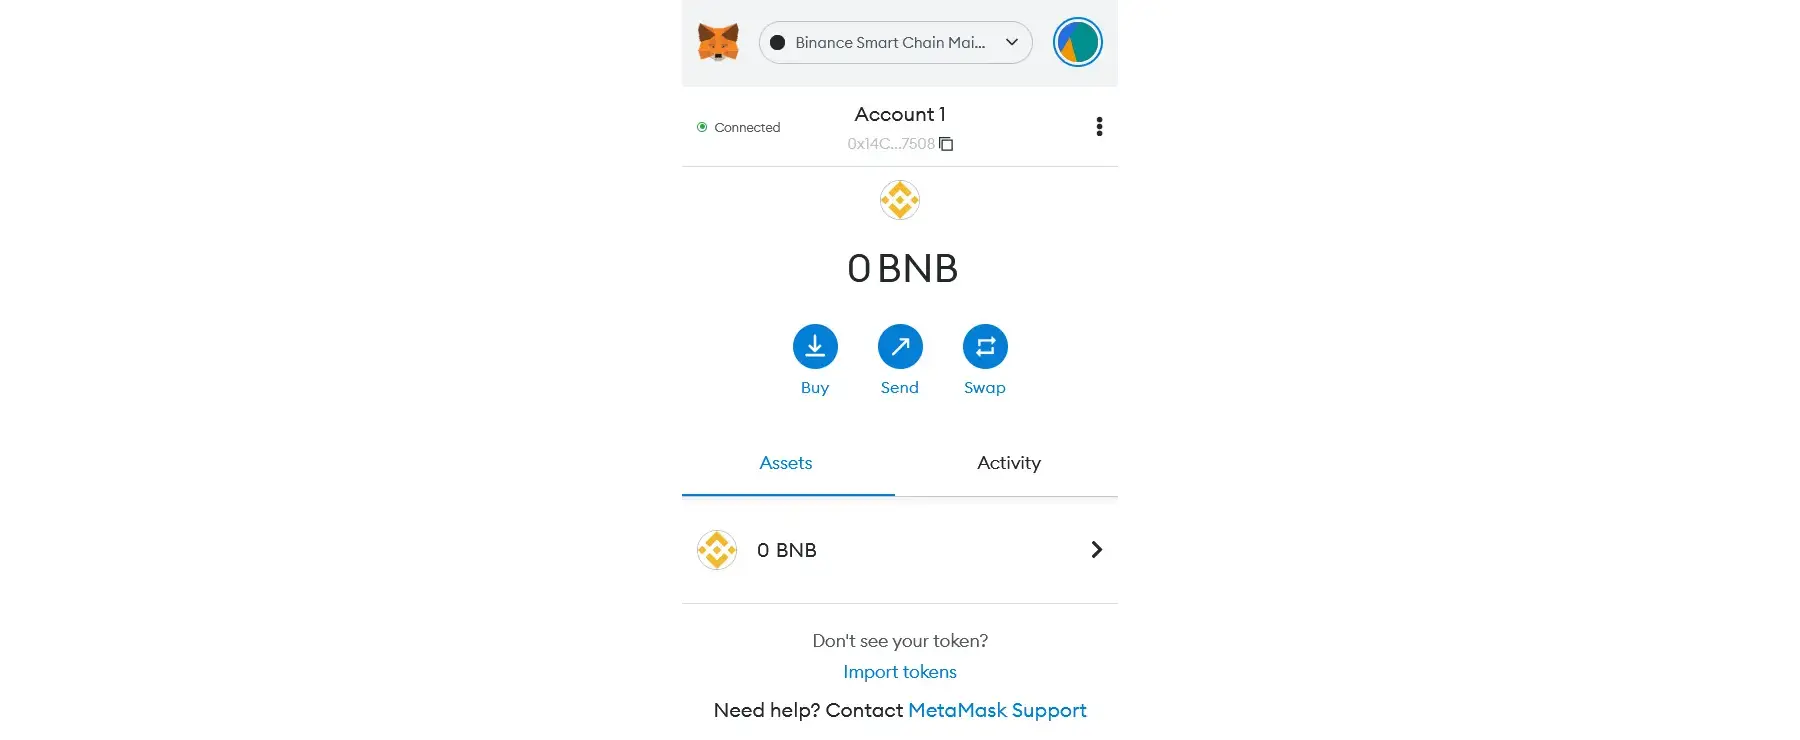 Binance Smart Chain Mai...
Connected
Account 1
0x14C...7508
0 BNB
Buy
Send
Swap
Assets
Activity
0 BNB
Don't see your token?
Import tokens
Need help? Contact MetaMask Support